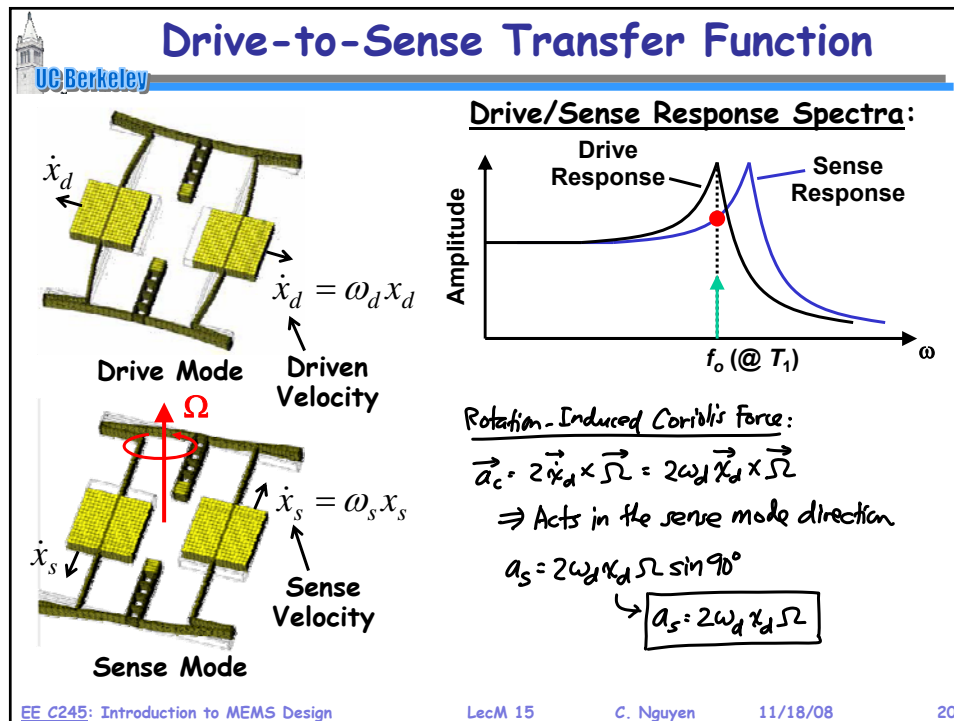 Drive-to-Sense Transfer Function
UC Berkeley
Drive/Sense Response Spectra:
Drive
Response
Sense
Response
Amplitude
f_o (@ T_1)
ω
ẋ_d
ẋ_d = ω_d x_d
Drive Mode
Driven
Velocity
Ω
ẋ_s = ω_s x_s
ẋ_s
Sense
Velocity
Sense Mode
Rotation-Induced Coriolis Force:
a⃗_c = 2ẋ⃗_d × Ω⃗ = 2ω_d x⃗_d × Ω⃗
⇒ Acts in the sense mode direction
a_s = 2ω_d x_d Ω sin 90°
↳ a_s = 2ω_d x_d Ω
EE C245: Introduction to MEMS Design LecM 15 C. Nguyen 11/18/08 20